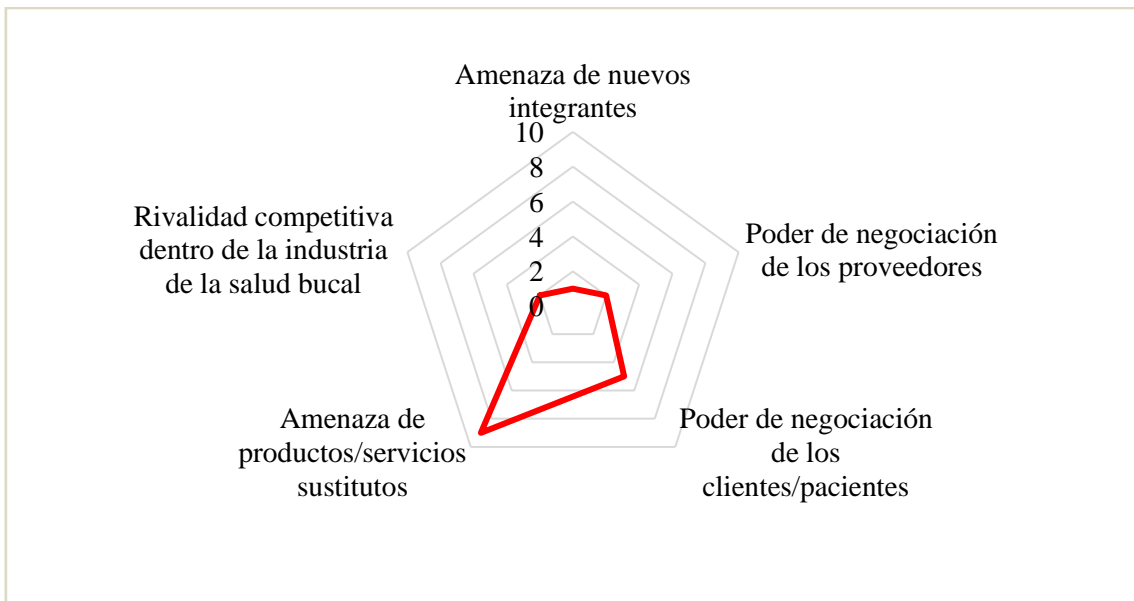 Amenaza de nuevos
integrantes
10
8
6
4
2
0
Poder de negociación
de los proveedores
Poder de negociación
de los
clientes/pacientes
Amenaza de
productos/servicios
sustitutos
Rivalidad competitiva
dentro de la industria
de la salud bucal